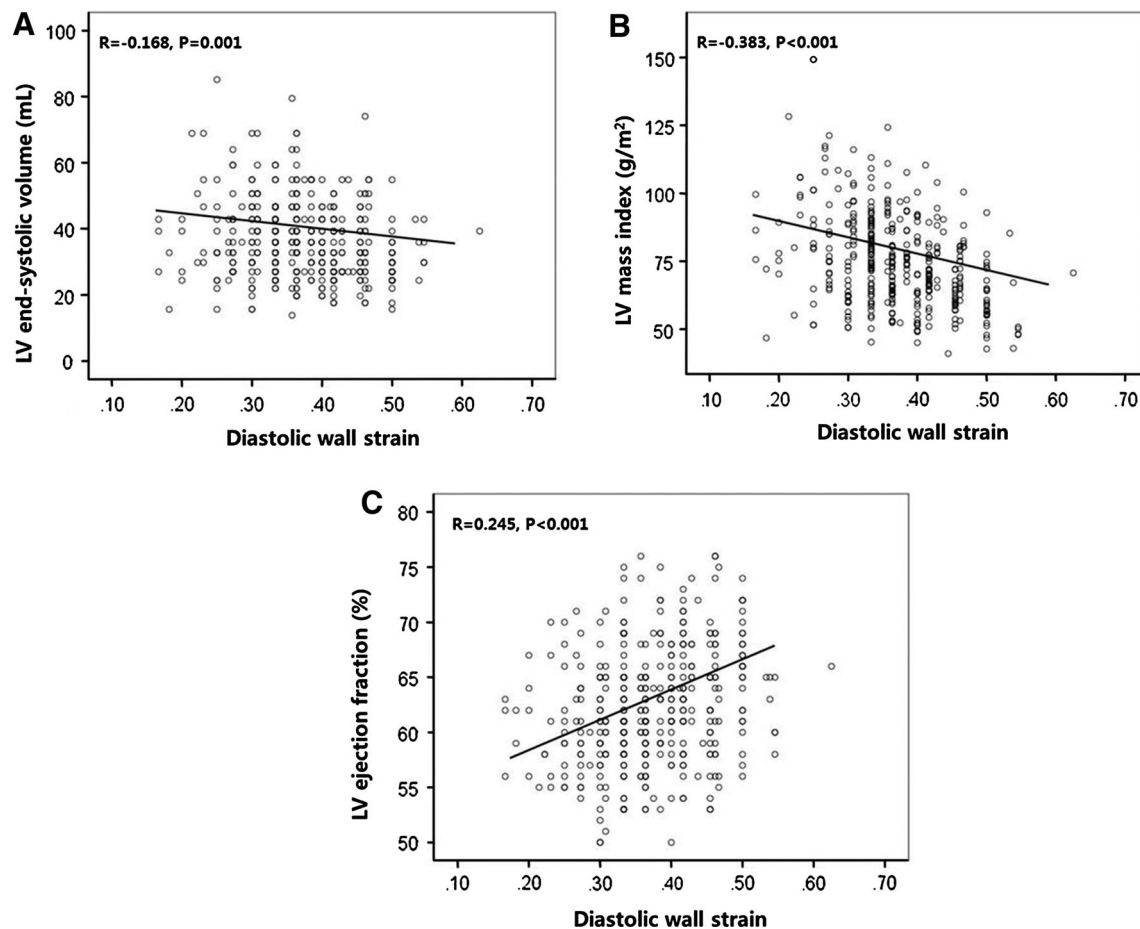 A
R=-0.168, P=0.001
100
80
60
40
20
0
LV end-systolic volume (mL)
.10 .20 .30 .40 .50 .60 .70
Diastolic wall strain
B
R=-0.383, P<0.001
150
125
100
75
50
LV mass index (g/m²)
.10 .20 .30 .40 .50 .60 .70
Diastolic wall strain
C
R=0.245, P<0.001
80
75
70
65
60
55
50
LV ejection fraction (%)
.10 .20 .30 .40 .50 .60 .70
Diastolic wall strain